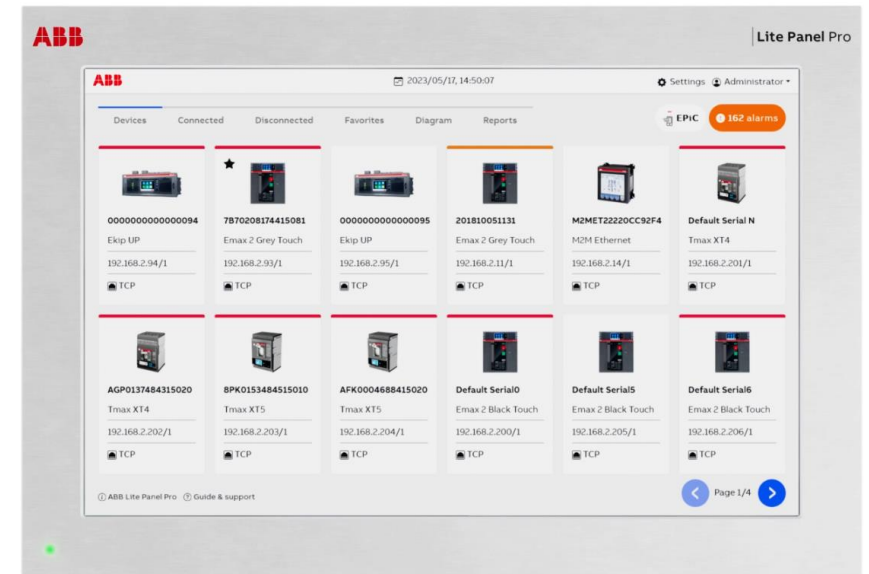 ABB
Lite Panel Pro
ABB
2023/05/17, 14:50:07
Settings
Administrator
Devices
Connected
Disconnected
Favorites
Diagram
Reports
EPiC
162 alarms
0000000000000094
7B70208174415081
0000000000000095
201810051131
M2MET22220CC92F4
Default Serial N
Ekip UP
Emax 2 Grey Touch
Ekip UP
Emax 2 Grey Touch
M2M Ethernet
Tmax XT4
192.168.2.94/1
192.168.2.93/1
192.168.2.95/1
192.168.2.11/1
192.168.2.14/1
192.168.2.201/1
TCP
TCP
TCP
TCP
TCP
TCP
AGP0137484315020
8PK0153484515010
AFK0004688415020
Default Serial0
Default Serial5
Default Serial6
Tmax XT4
Tmax XT5
Tmax XT5
Emax 2 Black Touch
Emax 2 Black Touch
Emax 2 Black Touch
192.168.2.202/1
192.168.2.203/1
192.168.2.204/1
192.168.2.200/1
192.168.2.205/1
192.168.2.206/1
TCP
TCP
TCP
TCP
TCP
TCP
ABB Lite Panel Pro
Guide & support
Page 1/4